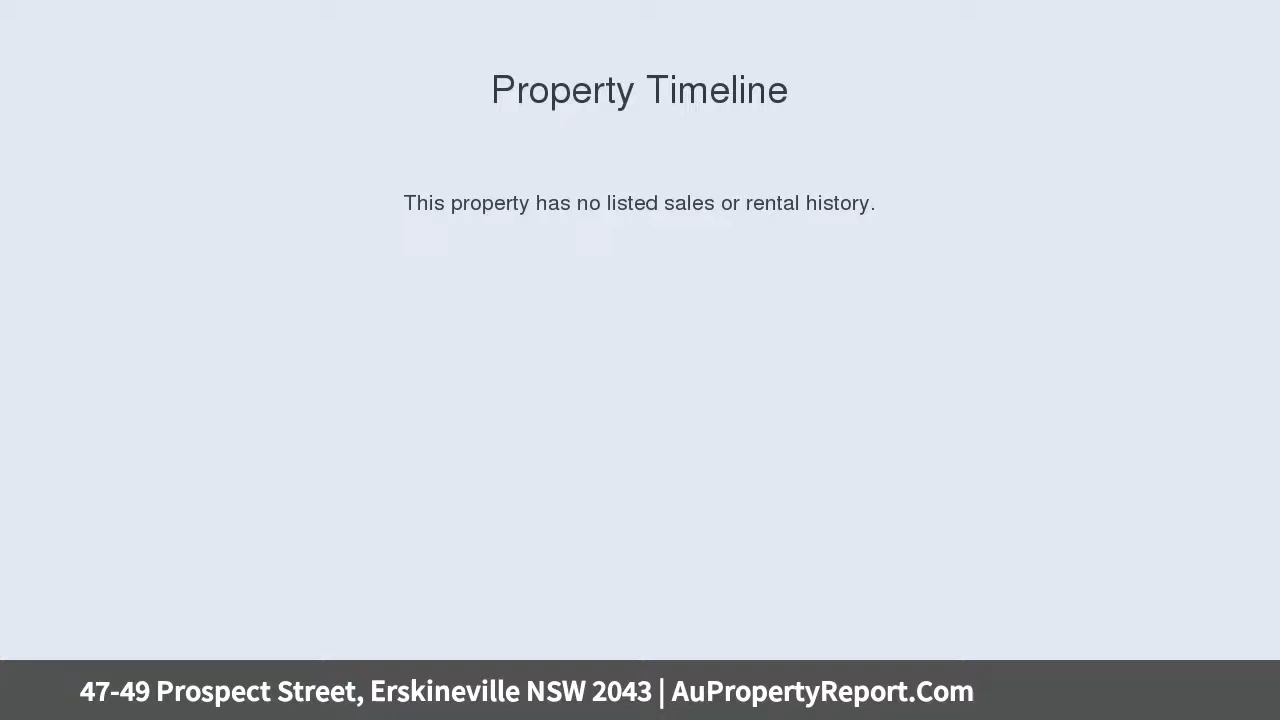 Property Timeline
This property has no listed sales or rental history.
47-49 Prospect Street, Erskineville NSW 2043 | AuPropertyReport.Com